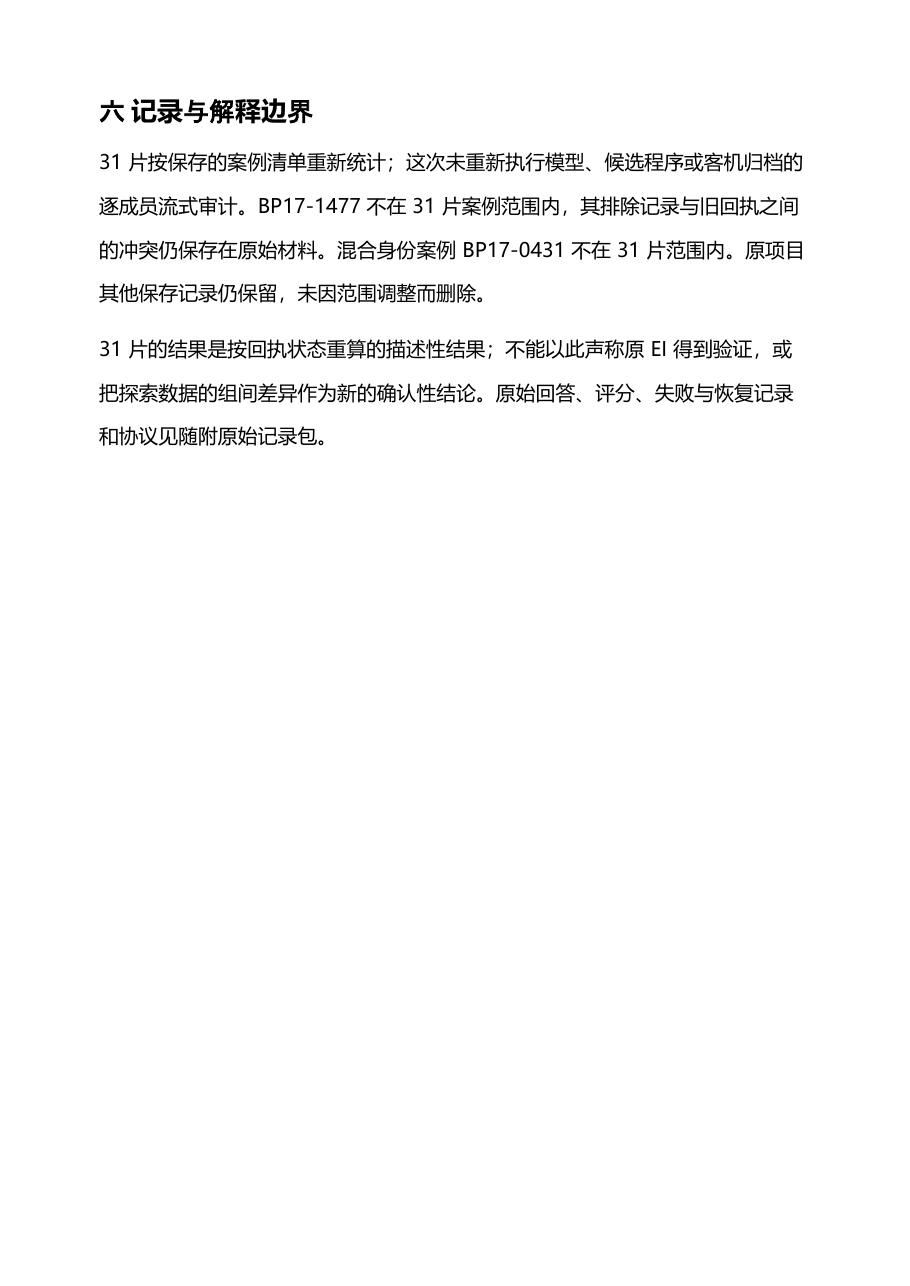 六 记录与解释边界
31 片按保存的案例清单重新统计；这次未重新执行模型、候选程序或客机归档的
逐成员流式审计。BP17-1477 不在 31 片案例范围内，其排除记录与旧回执之间
的冲突仍保存在原始材料。混合身份案例 BP17-0431 不在 31 片范围内。原项目
其他保存记录仍保留，未因范围调整而删除。
31 片的结果是按回执状态重算的描述性结果；不能以此声称原 EI 得到验证，或
把探索数据的组间差异作为新的确认性结论。原始回答、评分、失败与恢复记录
和协议见随附原始记录包。